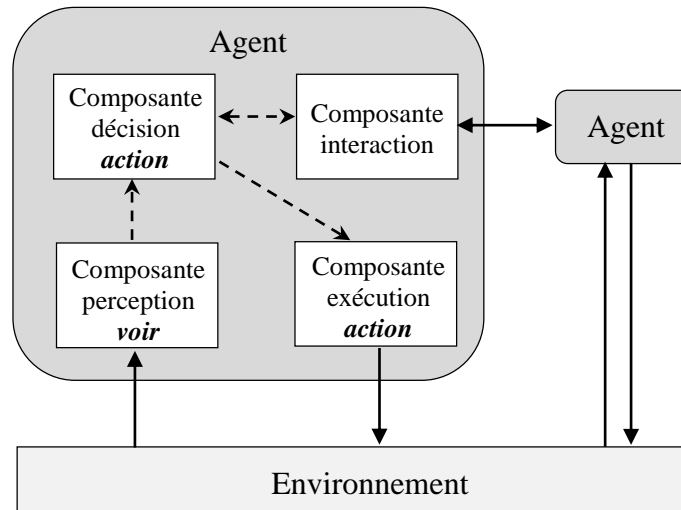 Agent
Composante
décision
action
Composante
interaction
Agent
Composante
perception
voir
Composante
exécution
action
Environnement